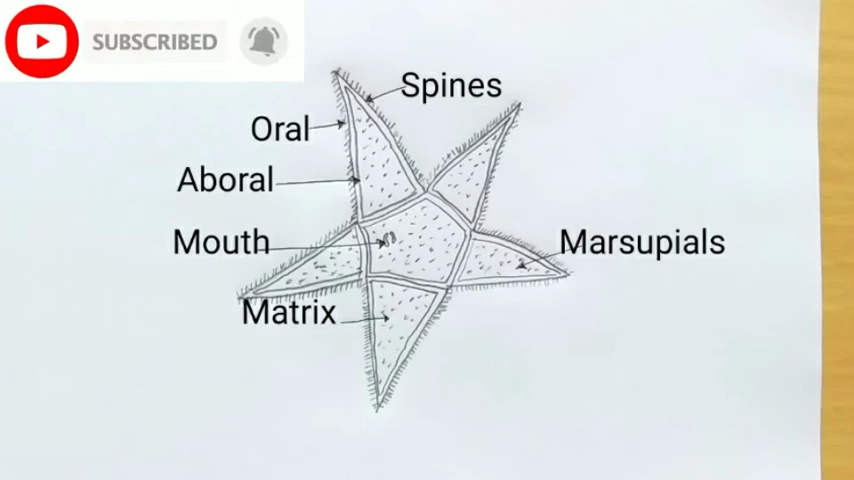 SUBSCRIBED
Spines
Oral
Aboral
Mouth
Marsupials
Matrix